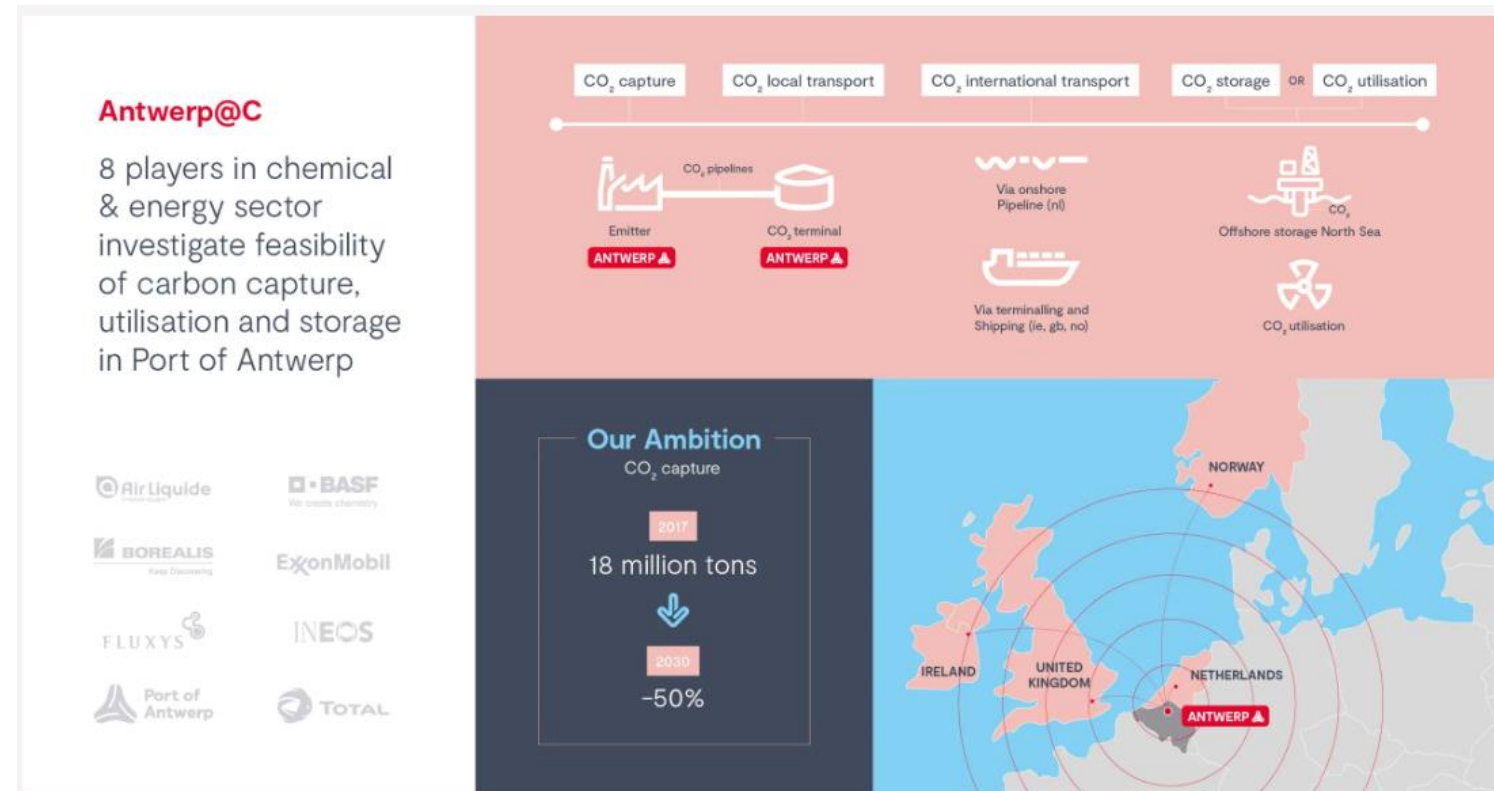 Antwerp@C
8 players in chemical
& energy sector
investigate feasibility
of carbon capture,
utilisation and storage
in Port of Antwerp
Air Liquide
BASF
We create chemistry
BOREALIS
Keep Discovering
ExxonMobil
FLUXYS
INEOS
Port of
Antwerp
TOTAL
CO₂ capture
CO₂ local transport
CO₂ international transport
CO₂ storage OR CO₂ utilisation
CO₂ pipelines
Emitter
ANTWERP
CO₂ terminal
ANTWERP
Via onshore
Pipeline (nl)
Via terminalling and
Shipping (ie, gb, no)
CO₂
Offshore storage North Sea
CO₂ utilisation
Our Ambition
CO₂ capture
2017
18 million tons
2030
-50%
NORWAY
IRELAND
UNITED
KINGDOM
NETHERLANDS
ANTWERP